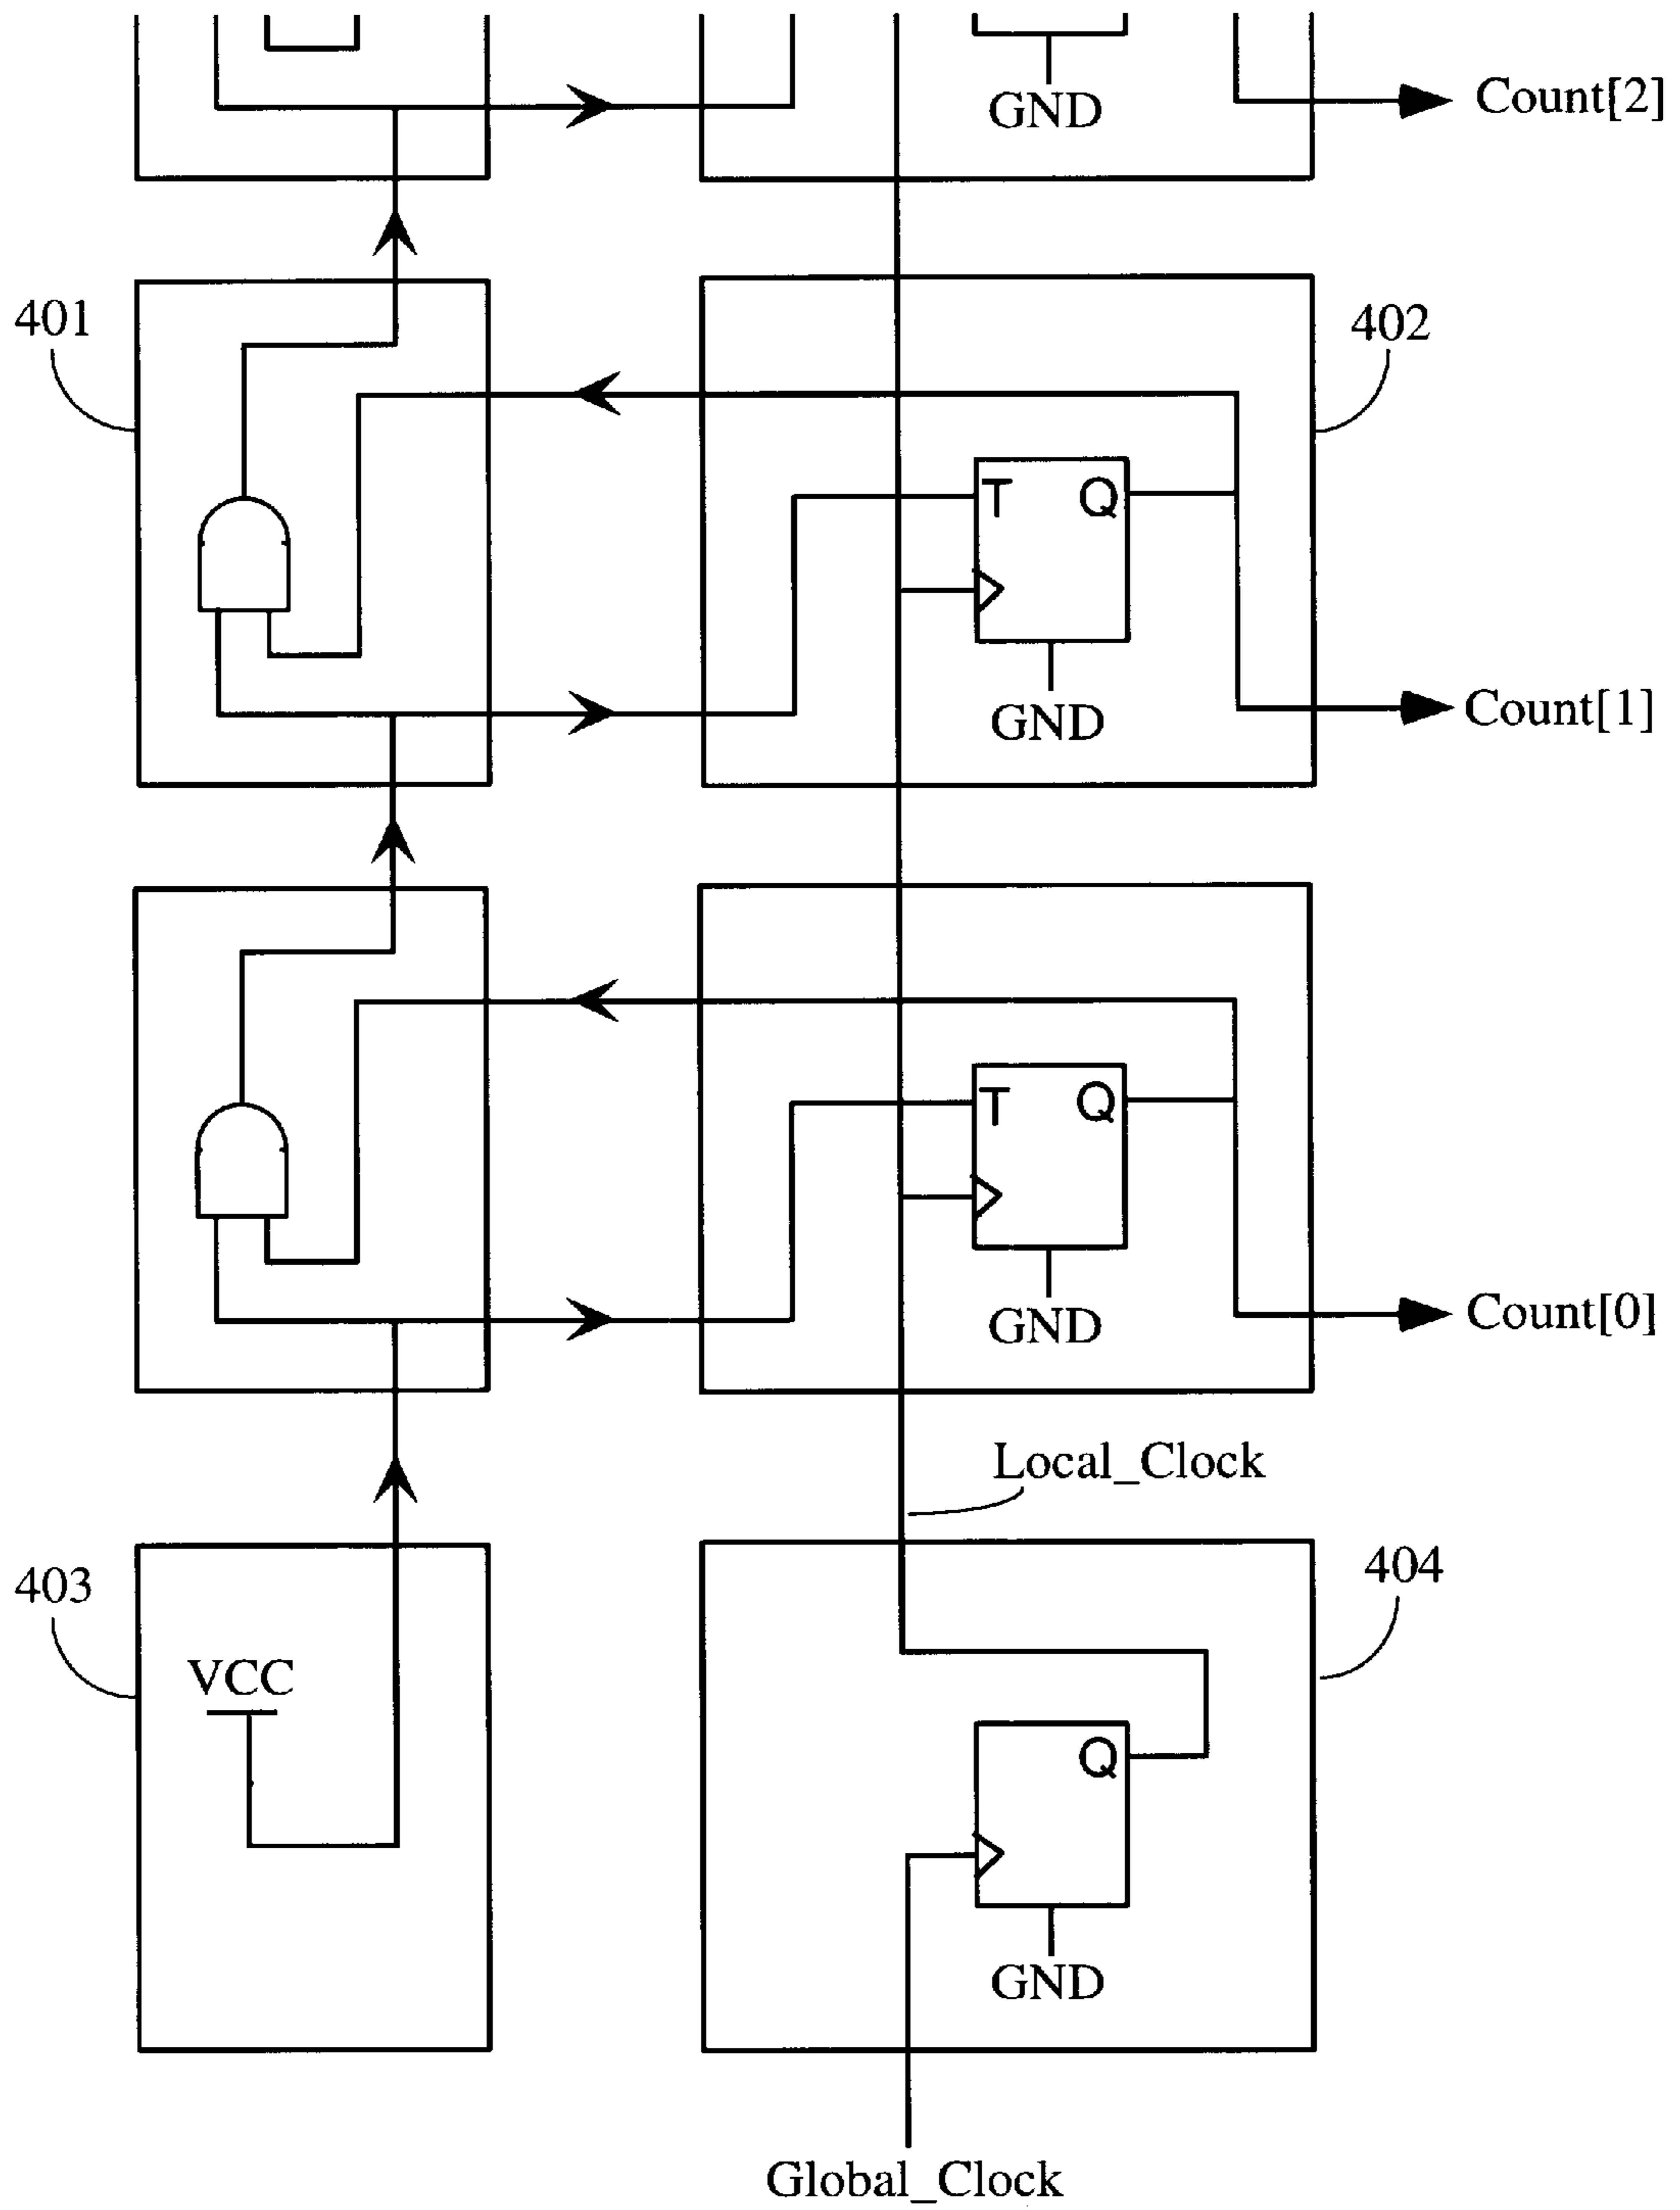 GND
Count[2]
401
402
T Q
GND
Count[1]
T Q
GND
Count[0]
Local_Clock
403
404
VCC
Q
GND
Global_Clock